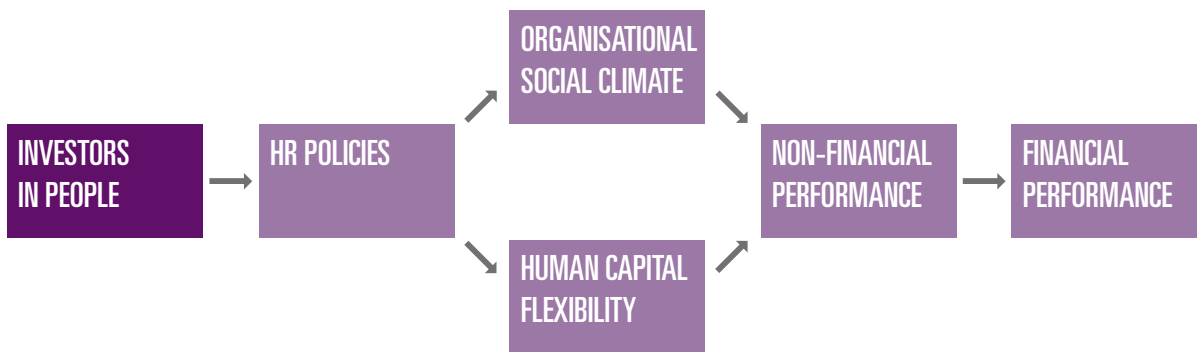 INVESTORS
IN PEOPLE
HR POLICIES
ORGANISATIONAL
SOCIAL CLIMATE
HUMAN CAPITAL
FLEXIBILITY
NON-FINANCIAL
PERFORMANCE
FINANCIAL
PERFORMANCE